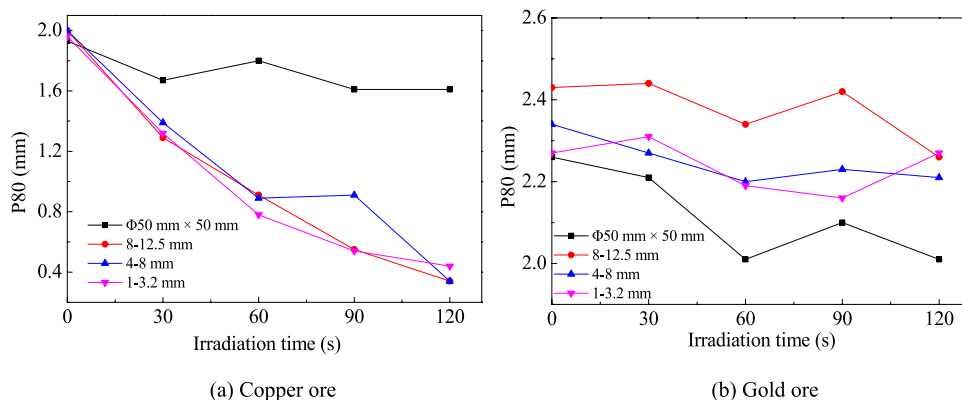 2.0
1.6
1.2
0.8
0.4
P80 (mm)
Φ50 mm × 50 mm
8-12.5 mm
4-8 mm
1-3.2 mm
0 30 60 90 120
Irradiation time (s)
(a) Copper ore
2.6
2.4
2.2
2.0
P80 (mm)
Φ50 mm × 50 mm
8-12.5 mm
4-8 mm
1-3.2 mm
0 30 60 90 120
Irradiation time (s)
(b) Gold ore